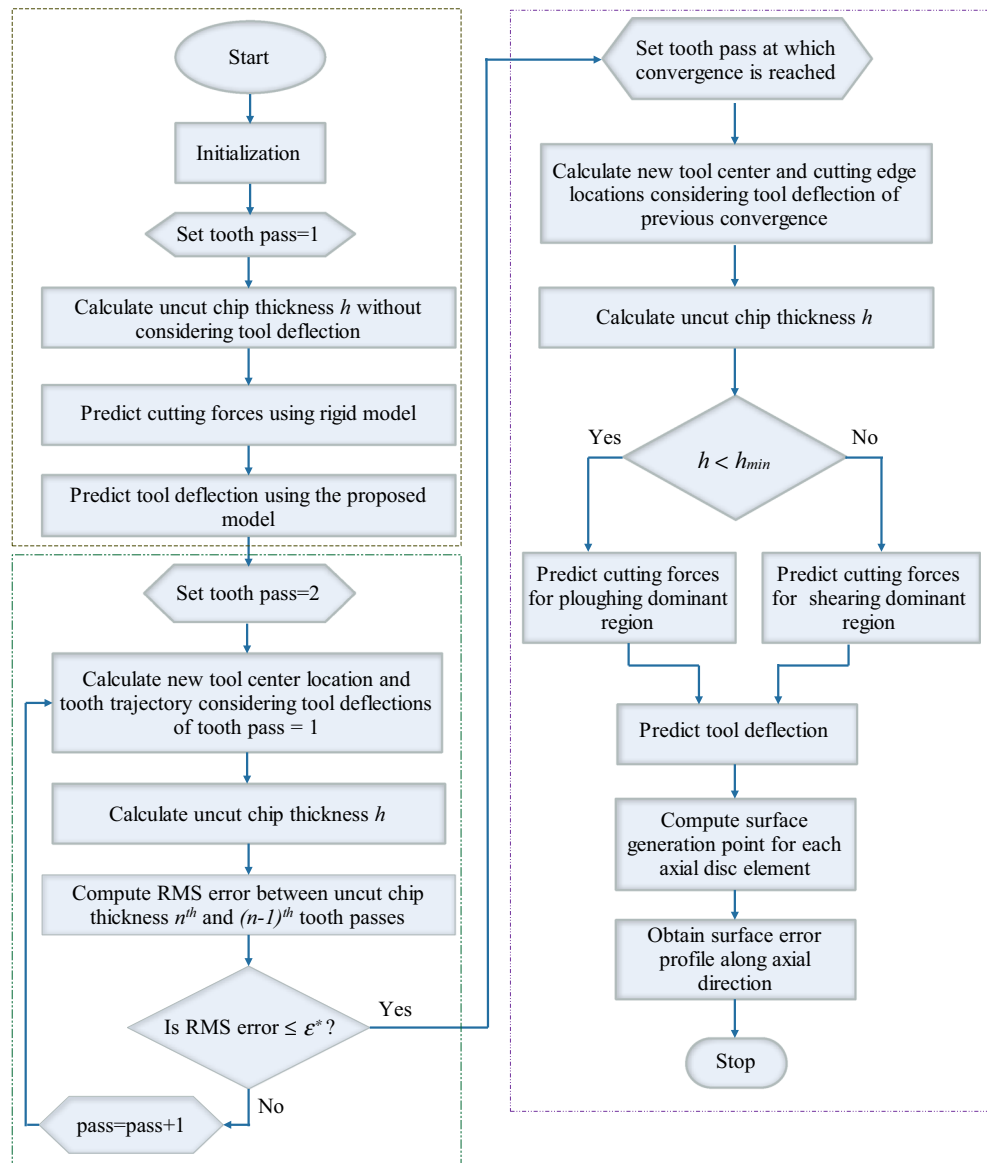 Start
Initialization
Set tooth pass=1
Calculate uncut chip thickness h without
considering tool deflection
Predict cutting forces using rigid model
Predict tool deflection using the proposed
model
Set tooth pass=2
Calculate new tool center location and
tooth trajectory considering tool deflections
of tooth pass = 1
Calculate uncut chip thickness h
Compute RMS error between uncut chip
thickness nth and (n-1)th tooth passes
Is RMS error ≤ ε*?
Yes
No
pass=pass+1
Set tooth pass at which
convergence is reached
Calculate new tool center and cutting edge
locations considering tool deflection of
previous convergence
Calculate uncut chip thickness h
h < hmin
Yes
No
Predict cutting forces
for ploughing dominant
region
Predict cutting forces
for shearing dominant
region
Predict tool deflection
Compute surface
generation point for each
axial disc element
Obtain surface error
profile along axial
direction
Stop